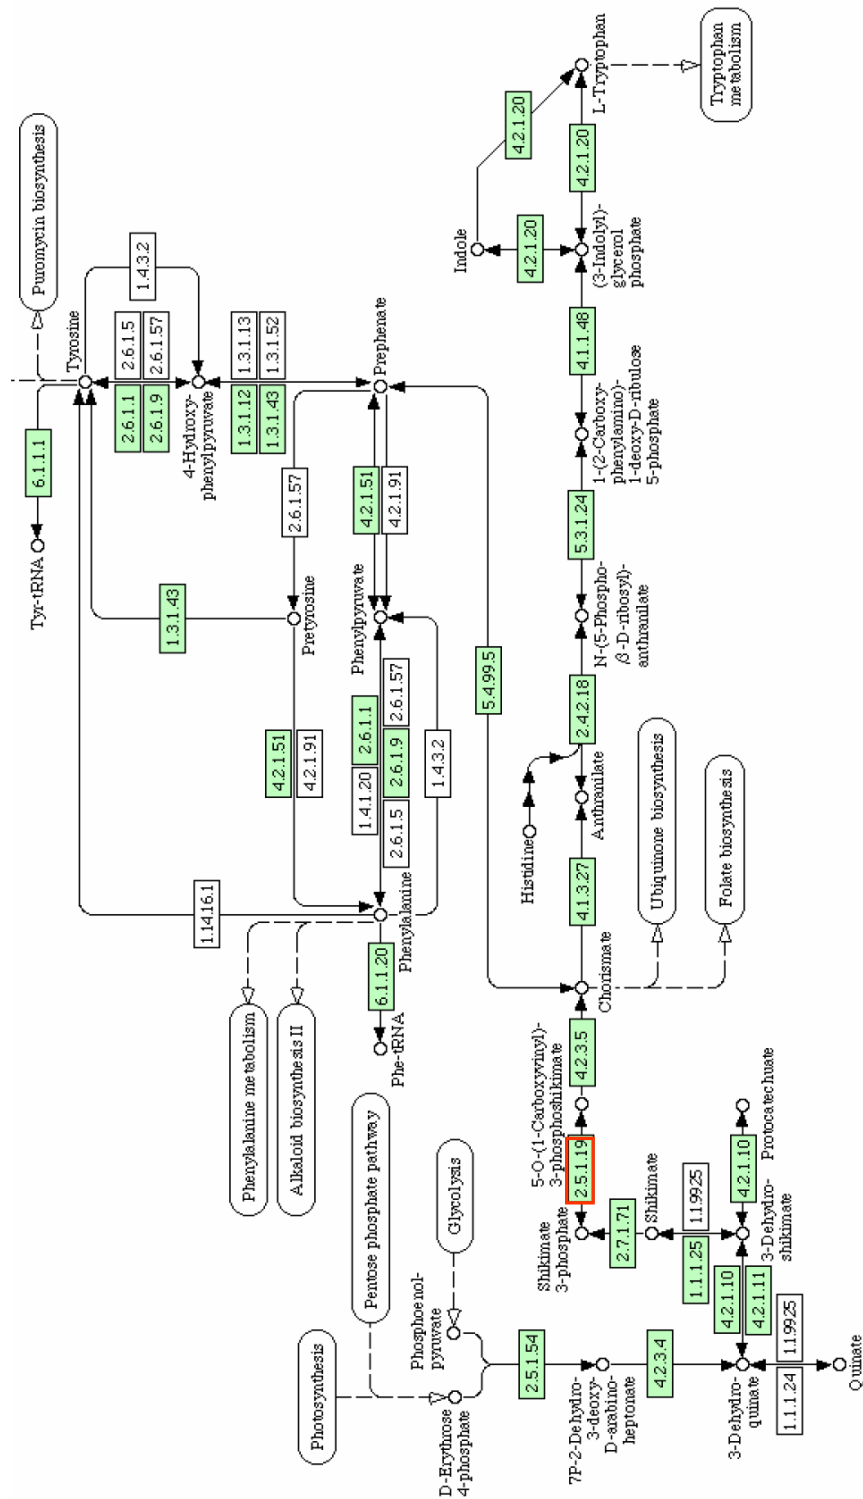 Puromycin biosynthesis
Tyr-tRNA
6.1.1.1
Tyrosine
1.4.3.2
2.6.1.1
2.6.1.5
2.6.1.9
2.6.1.57
4-Hydroxy-
phenylpyruvate
1.3.1.12
1.3.1.13
1.3.1.43
1.3.1.52
Prephenate
1.14.16.1
1.3.1.43
2.6.1.57
Pretyrosine
4.2.1.51
4.2.1.91
4.2.1.51
4.2.1.91
Phenylpyruvate
1.4.1.20
2.6.1.1
2.6.1.5
2.6.1.9
2.6.1.57
1.4.3.2
Phenylalanine
6.1.1.20
Phe-tRNA
Phenylalanine metabolism
Alkaloid biosynthesis II
5.4.99.5
Photosynthesis
Pentose phosphate pathway
Glycolysis
Phosphoenol-
pyruvate
D-Erythrose
4-phosphate
2.5.1.54
7P-2-Dehydro-
3-deoxy-
D-arabino-
heptonate
4.2.3.4
3-Dehydro-
quinate
1.1.1.24
1.1.9925
Quinate
4.2.1.10
4.2.1.11
3-Dehydro-
shikimate
4.2.1.10
Protocatechuate
1.1.1.25
1.1.9925
Shikimate
2.7.1.71
Shikimate
3-phosphate
2.5.1.19
5-O-(1-Carboxyvinyl)-
3-phosphoshikimate
4.2.3.5
Chorismate
Ubiquinone biosynthesis
Folate biosynthesis
4.1.3.27
Anthranilate
Histidine
2.4.2.18
N-(5-Phospho-
β-D-ribosyl)-
anthranilate
5.3.1.24
1-(2-Carboxy-
phenylamino)-
1-deoxy-D-ribulose
5-phosphate
4.1.1.48
(3-Indolyl)-
glycerol
phosphate
4.2.1.20
Indole
4.2.1.20
4.2.1.20
L-Tryptophan
Tryptophan
metabolism